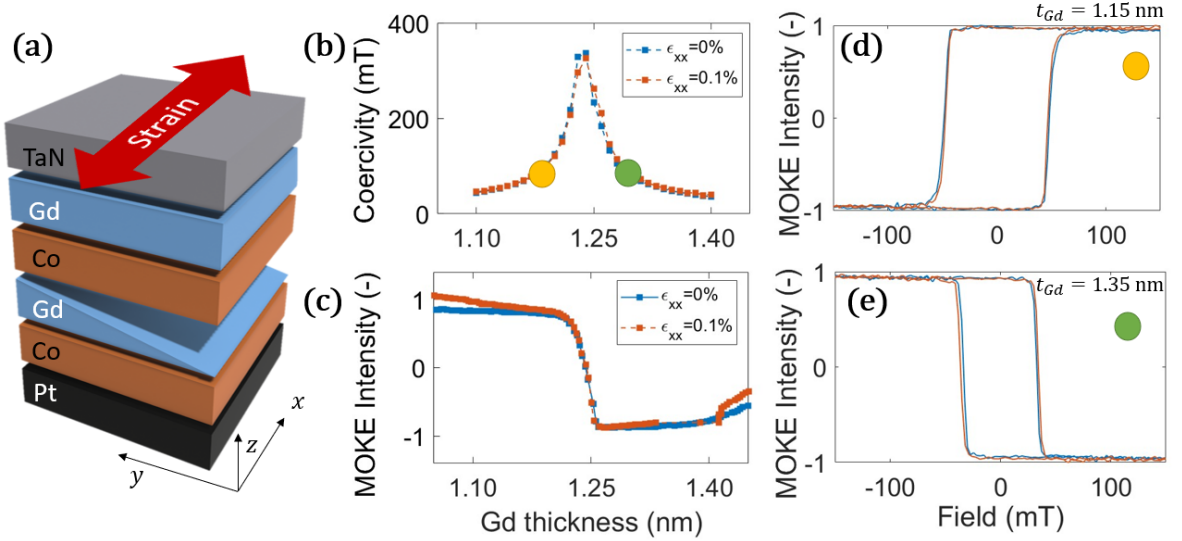 (a)
Strain
TaN
Gd
Co
Gd
Co
Pt
x
z
y
(b)
Coercivity (mT)
400
200
0
1.10
1.25
1.40
ϵxx=0%
ϵxx=0.1%
(c)
MOKE Intensity (-)
1
0
-1
1.10
1.25
1.40
Gd thickness (nm)
ϵxx=0%
ϵxx=0.1%
tGd = 1.15 nm
(d)
MOKE Intensity (-)
1
0
-1
-100
0
100
(e)
tGd = 1.35 nm
MOKE Intensity (-)
1
0
-1
-100
0
100
Field (mT)